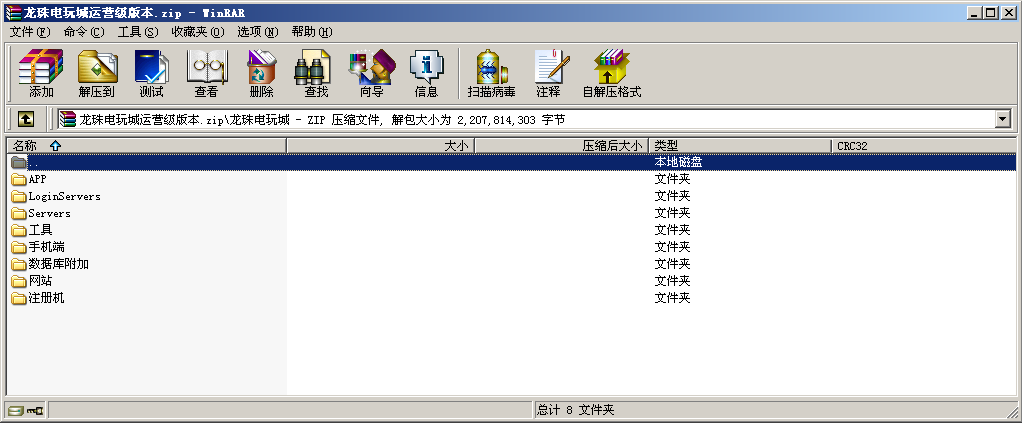 龙珠电玩城运营级版本.zip - WinRAR
文件(F) 命令(C) 工具(S) 收藏夹(O) 选项(N) 帮助(H)
添加 解压到 测试 查看 删除 查找 向导 信息 扫描病毒 注释 自解压格式
龙珠电玩城运营级版本.zip\龙珠电玩城 - ZIP 压缩文件, 解包大小为 2,207,814,303 字节
名称 大小 压缩后大小 类型 CRC32
.. 本地磁盘
APP 文件夹
LoginServers 文件夹
Servers 文件夹
工具 文件夹
手机端 文件夹
数据库附加 文件夹
网站 文件夹
注册机 文件夹
总计 8 文件夹